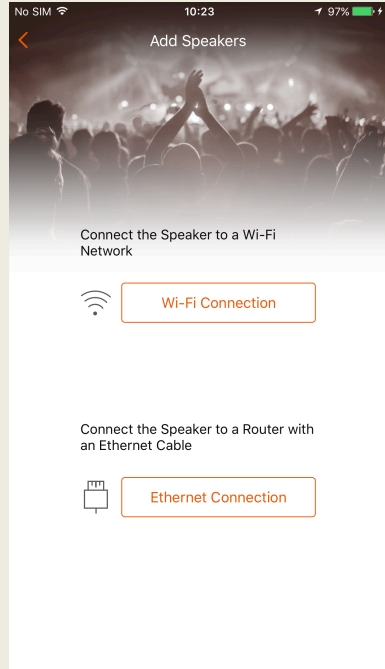 No SIM 10:23 97%
Add Speakers
Connect the Speaker to a Wi-Fi
Network
Wi-Fi Connection
Connect the Speaker to a Router with
an Ethernet Cable
Ethernet Connection